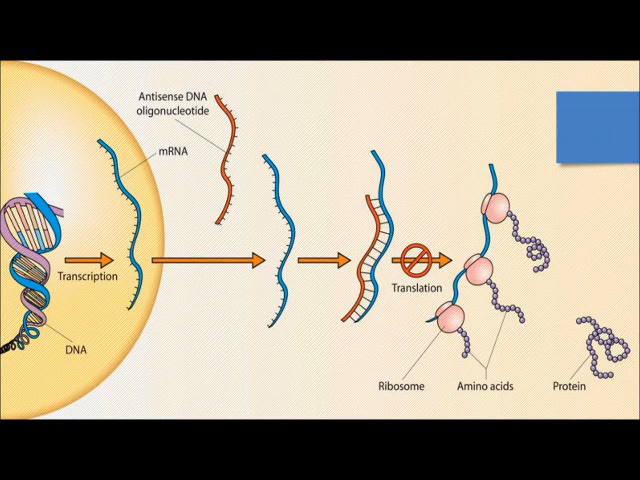 Antisense DNA
oligonucleotide
mRNA
Transcription
Translation
DNA
Ribosome
Amino acids
Protein